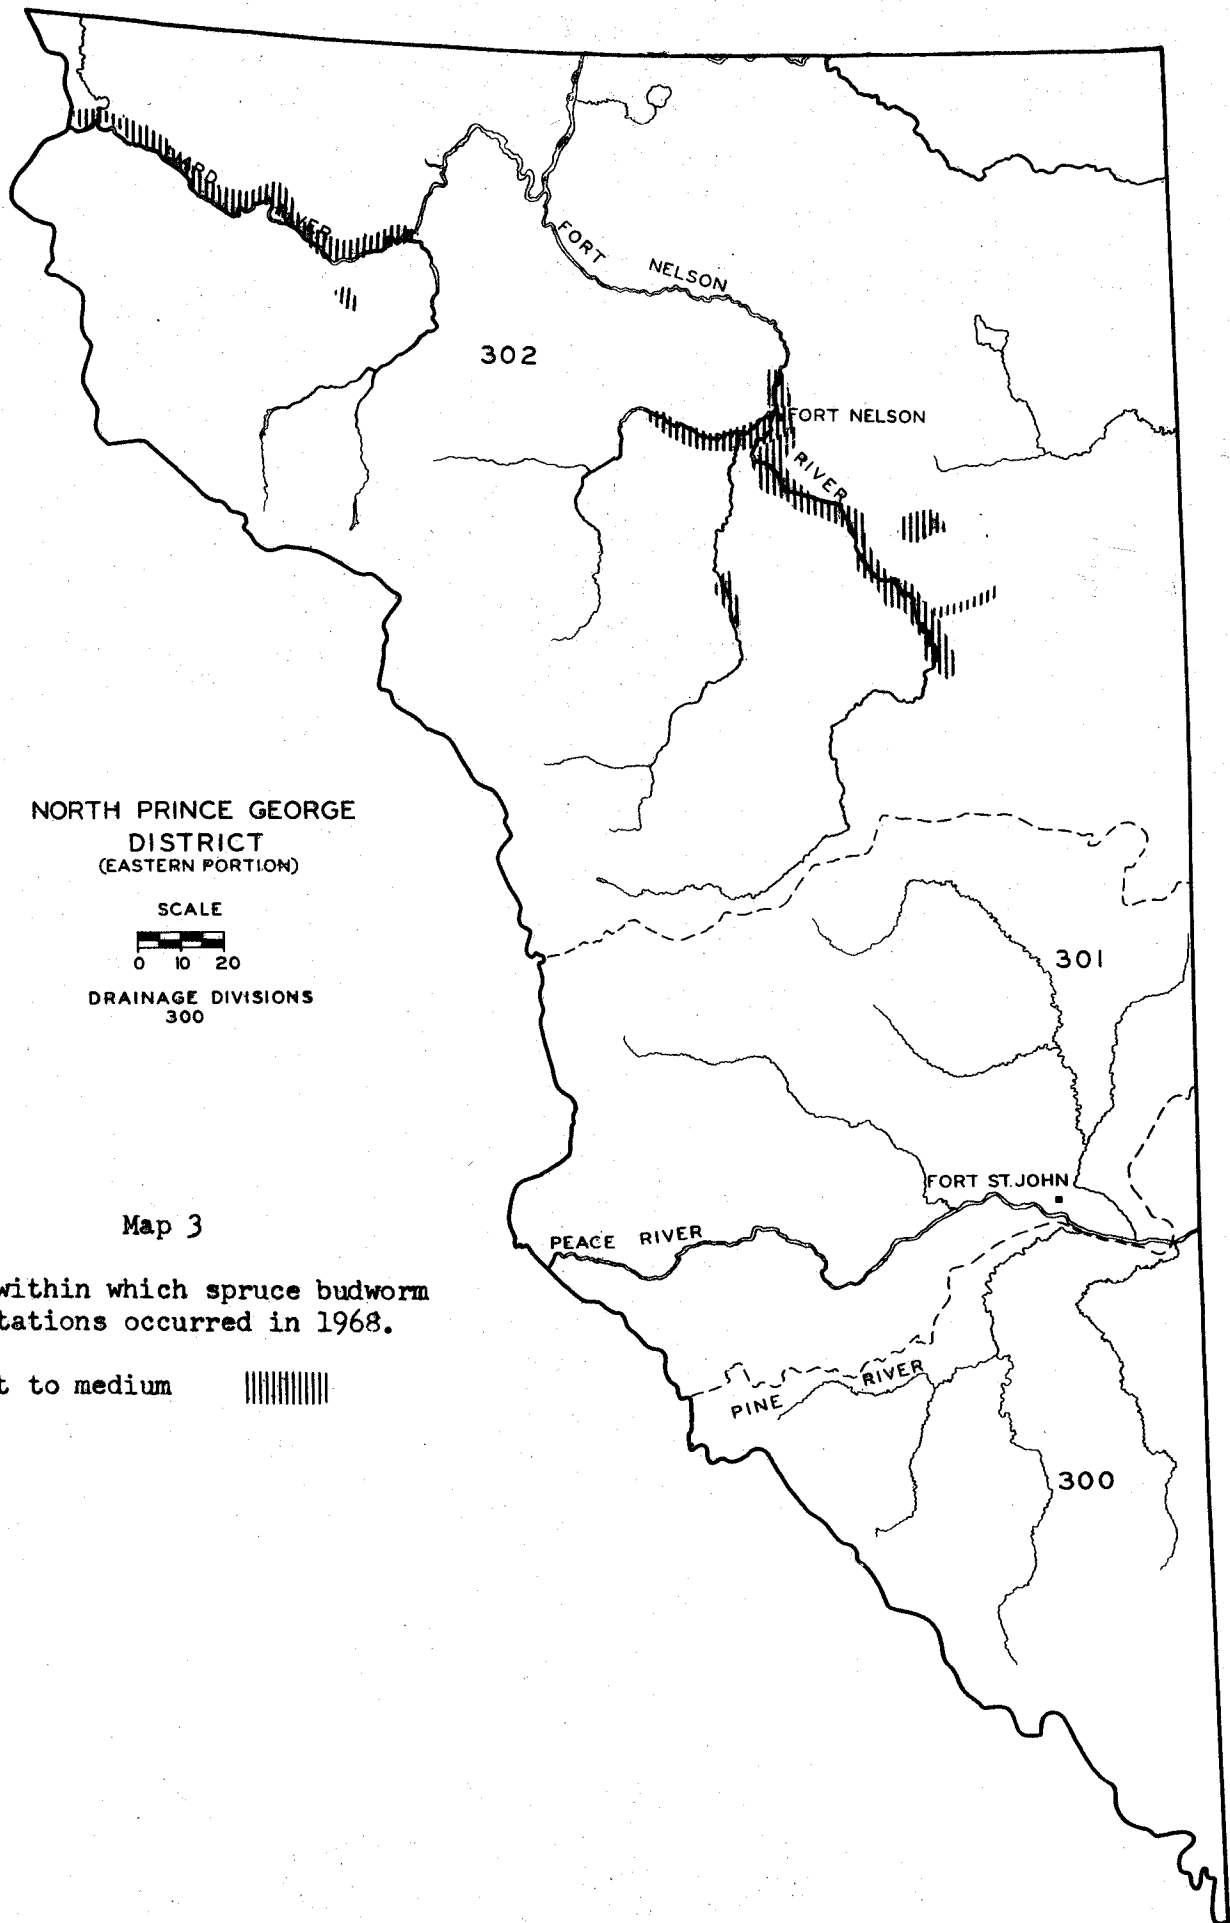 RIVER
FORT NELSON
302
FORT NELSON
RIVER
NORTH PRINCE GEORGE
DISTRICT
(EASTERN PORTION)
SCALE
0 10 20
DRAINAGE DIVISIONS
300
301
FORT ST. JOHN
Map 3
PEACE RIVER
within which spruce budworm
tations occurred in 1968.
t to medium
PINE RIVER
300